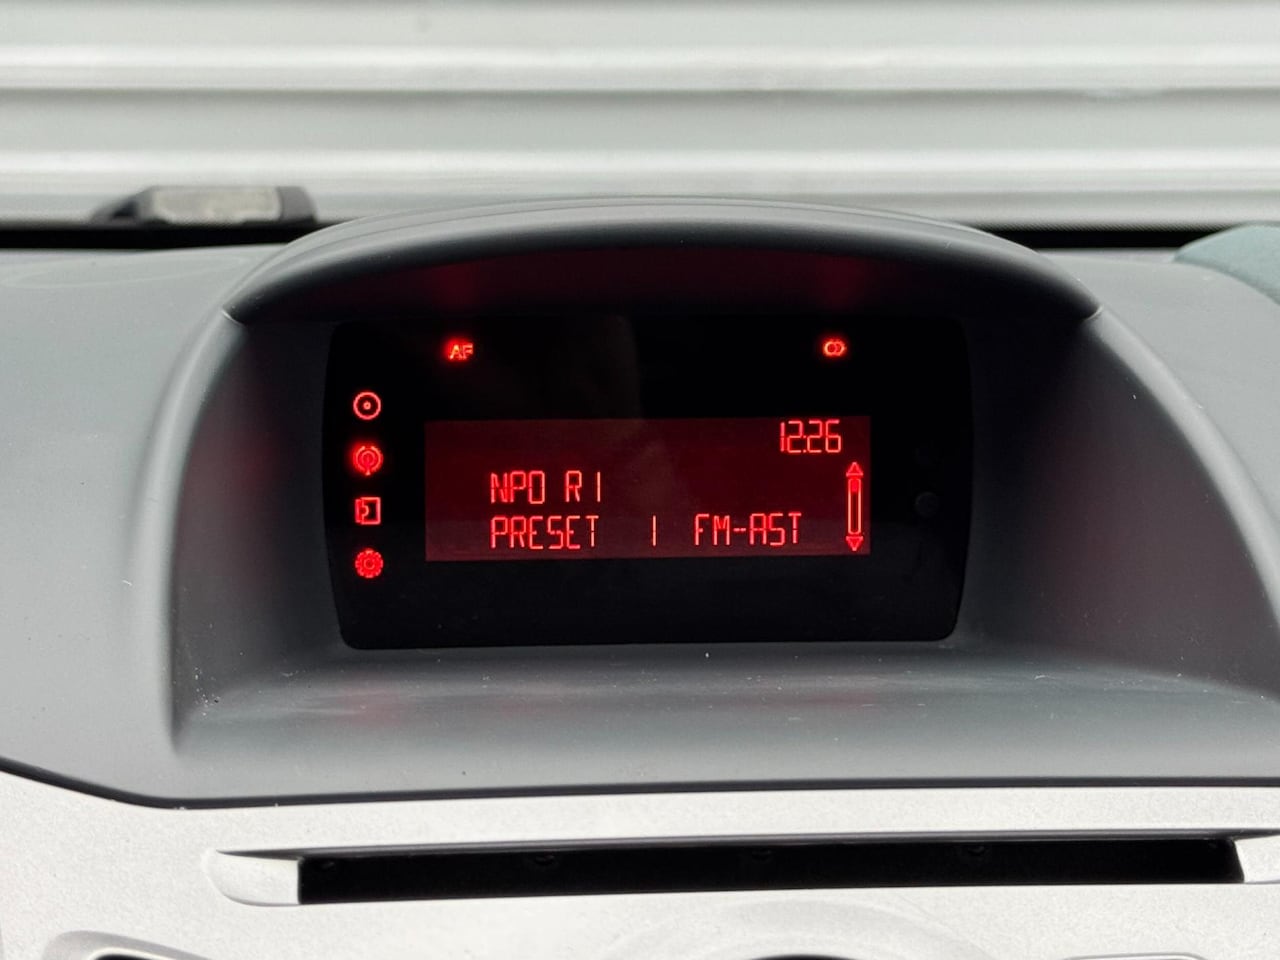 AF
12:26
NPO R1
PRESET 1 FM-AST